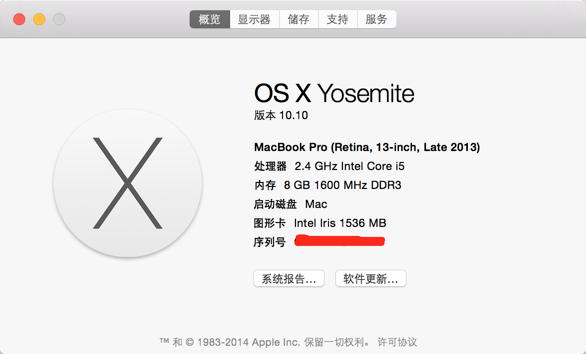 概览 显示器 储存 支持 服务
OS X Yosemite
版本 10.10
MacBook Pro (Retina, 13-inch, Late 2013)
处理器 2.4 GHz Intel Core i5
内存 8 GB 1600 MHz DDR3
启动磁盘 Mac
图形卡 Intel Iris 1536 MB
序列号
系统报告... 软件更新...
™ 和 © 1983-2014 Apple Inc. 保留一切权利。 许可协议